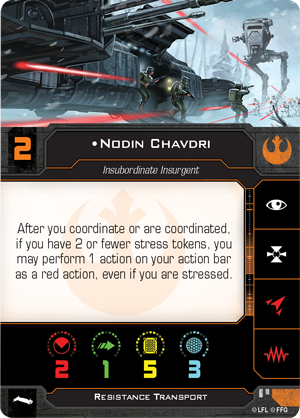 2
•Nodin Chavdri
Insubordinate Insurgent
After you coordinate or are coordinated,
if you have 2 or fewer stress tokens, you
may perform 1 action on your action bar
as a red action, even if you are stressed.
2 1 5 3
Resistance Transport
© LFL © FFG